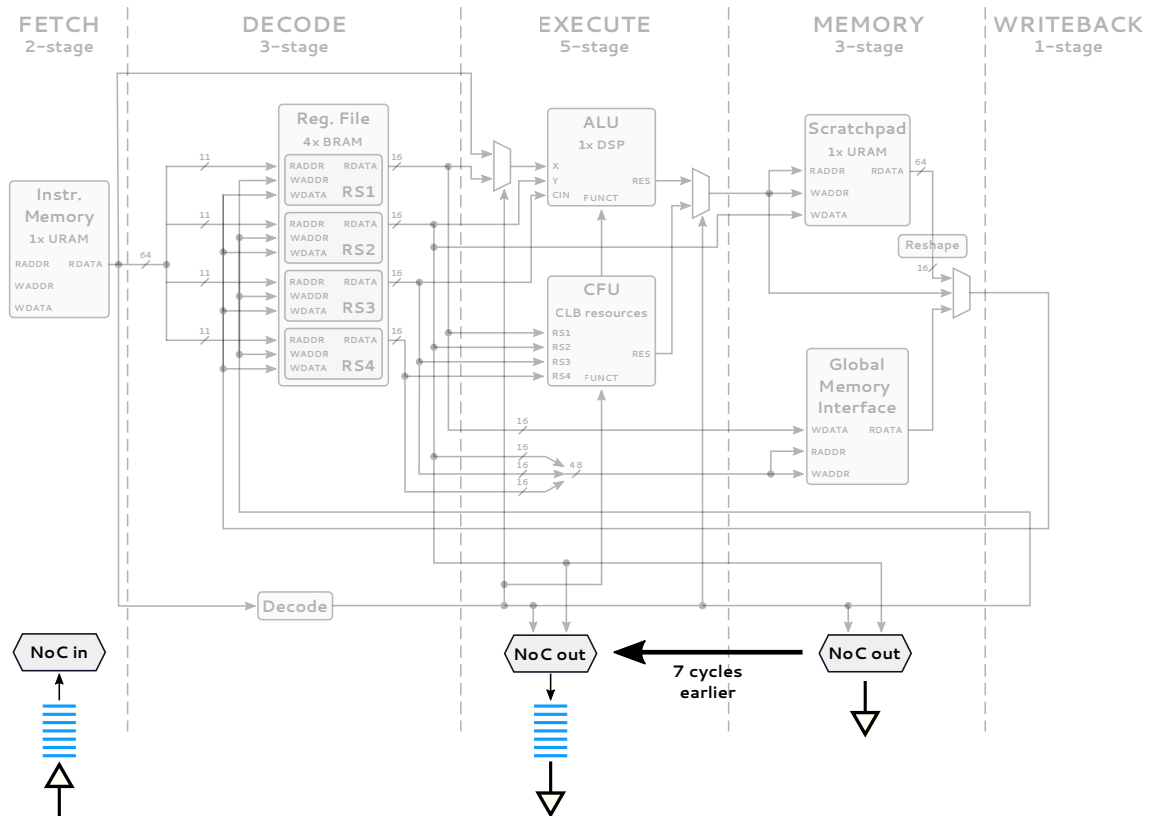 FETCH
2-stage
DECODE
3-stage
EXECUTE
5-stage
MEMORY
3-stage
WRITEBACK
1-stage
Instr.
Memory
1x URAM
RADDR RDATA
WADDR
WDATA
64
11
11
11
11
Reg. File
4x BRAM
RADDR RDATA
WADDR
WDATA RS1
RADDR RDATA
WADDR
WDATA RS2
RADDR RDATA
WADDR
WDATA RS3
RADDR RDATA
WADDR
WDATA RS4
16
16
16
16
ALU
1x DSP
X
Y RES
CIN
FUNCT
CFU
CLB resources
RS1
RS2
RS3 RES
RS4
FUNCT
16
16
16
16
48
Scratchpad
1x URAM
RADDR RDATA
WADDR
WDATA
64
Reshape
16
Global
Memory
Interface
WDATA RDATA
RADDR
WADDR
Decode
NoC in
NoC out
7 cycles
earlier
NoC out